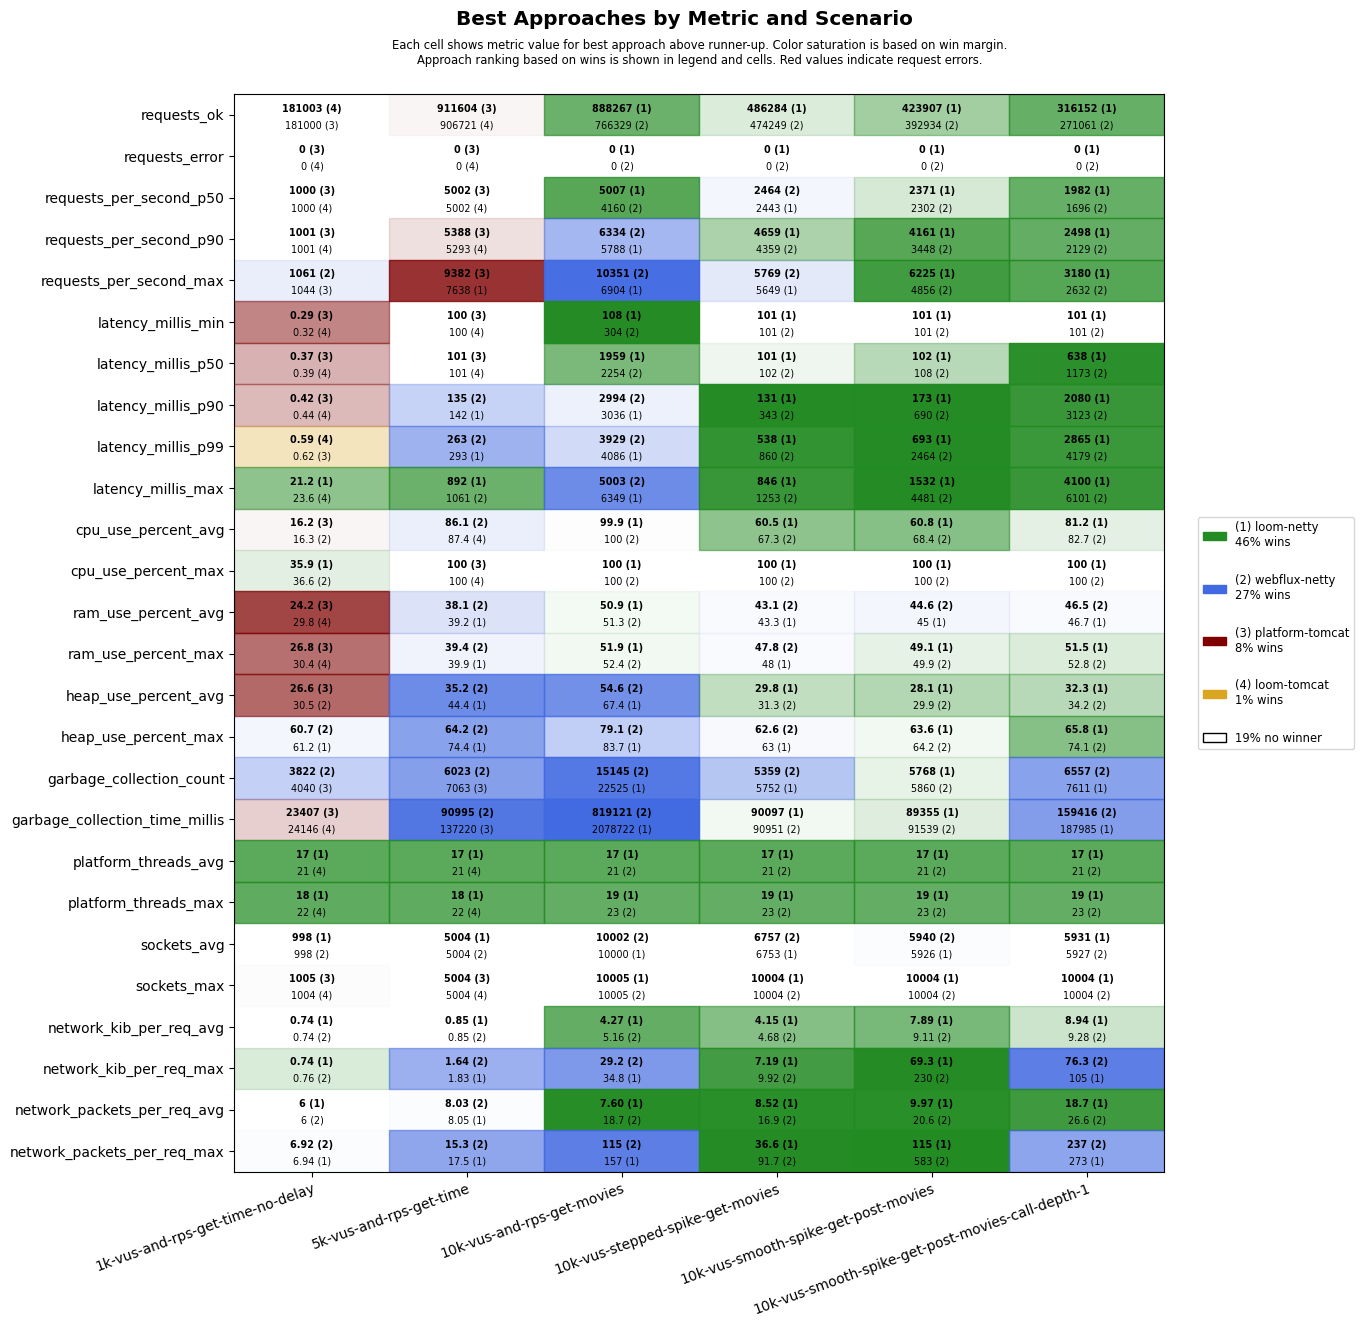 Best Approaches by Metric and Scenario
Each cell shows metric value for best approach above runner-up. Color saturation is based on win margin.
Approach ranking based on wins is shown in legend and cells. Red values indicate request errors.
requests_ok
181003 (4) 911604 (3) 888267 (1) 486284 (1) 423907 (1) 316152 (1)
181000 (3) 906721 (4) 766329 (2) 474249 (2) 392934 (2) 271061 (2)
requests_error
0 (3) 0 (3) 0 (1) 0 (1) 0 (1) 0 (1)
0 (4) 0 (4) 0 (2) 0 (2) 0 (2) 0 (2)
requests_per_second_p50
1000 (3) 5002 (3) 5007 (1) 2464 (2) 2371 (1) 1982 (1)
1000 (4) 5002 (4) 4160 (2) 2443 (1) 2302 (2) 1696 (2)
requests_per_second_p90
1001 (3) 5388 (3) 6334 (2) 4659 (1) 4161 (1) 2498 (1)
1001 (4) 5293 (4) 5788 (1) 4359 (2) 3448 (2) 2129 (2)
requests_per_second_max
1061 (2) 9382 (3) 10351 (2) 5769 (2) 6225 (1) 3180 (1)
1044 (3) 7638 (1) 6904 (1) 5649 (1) 4856 (2) 2632 (2)
latency_millis_min
0.29 (3) 100 (3) 108 (1) 101 (1) 101 (1) 101 (1)
0.32 (4) 100 (4) 304 (2) 101 (2) 101 (2) 101 (2)
latency_millis_p50
0.37 (3) 101 (3) 1959 (1) 101 (1) 102 (1) 638 (1)
0.39 (4) 101 (4) 2254 (2) 102 (2) 108 (2) 1173 (2)
latency_millis_p90
0.42 (3) 135 (2) 2994 (2) 131 (1) 173 (1) 2080 (1)
0.44 (4) 142 (1) 3036 (1) 343 (2) 690 (2) 3123 (2)
latency_millis_p99
0.59 (4) 263 (2) 3929 (2) 538 (1) 693 (1) 2865 (1)
0.62 (3) 293 (1) 4086 (1) 860 (2) 2464 (2) 4179 (2)
latency_millis_max
21.2 (1) 892 (1) 5003 (2) 846 (1) 1532 (1) 4100 (1)
23.6 (4) 1061 (2) 6349 (1) 1253 (2) 4481 (2) 6101 (2)
cpu_use_percent_avg
16.2 (3) 86.1 (2) 99.9 (1) 60.5 (1) 60.8 (1) 81.2 (1)
16.3 (2) 87.4 (4) 100 (2) 67.3 (2) 68.4 (2) 82.7 (2)
cpu_use_percent_max
35.9 (1) 100 (3) 100 (1) 100 (1) 100 (1) 100 (1)
36.6 (2) 100 (4) 100 (2) 100 (2) 100 (2) 100 (2)
ram_use_percent_avg
24.2 (3) 38.1 (2) 50.9 (1) 43.1 (2) 44.6 (2) 46.5 (2)
29.8 (4) 39.2 (1) 51.3 (2) 43.3 (1) 45 (1) 46.7 (1)
ram_use_percent_max
26.8 (3) 39.4 (2) 51.9 (1) 47.8 (2) 49.1 (1) 51.5 (1)
30.4 (4) 39.9 (1) 52.4 (2) 48 (1) 49.9 (2) 52.8 (2)
heap_use_percent_avg
26.6 (3) 35.2 (2) 54.6 (2) 29.8 (1) 28.1 (1) 32.3 (1)
30.5 (2) 44.4 (1) 67.4 (1) 31.3 (2) 29.9 (2) 34.2 (2)
heap_use_percent_max
60.7 (2) 64.2 (2) 79.1 (2) 62.6 (2) 63.6 (1) 65.8 (1)
61.2 (1) 74.4 (1) 83.7 (1) 63 (1) 64.2 (2) 74.1 (2)
garbage_collection_count
3822 (2) 6023 (2) 15145 (2) 5359 (2) 5768 (1) 6557 (2)
4040 (3) 7063 (3) 22525 (1) 5752 (1) 5860 (2) 7611 (1)
garbage_collection_time_millis
23407 (3) 90995 (2) 819121 (2) 90097 (1) 89355 (1) 159416 (2)
24146 (4) 137220 (3) 2078722 (1) 90951 (2) 91539 (2) 187985 (1)
platform_threads_avg
17 (1) 17 (1) 17 (1) 17 (1) 17 (1) 17 (1)
21 (4) 21 (4) 21 (2) 21 (2) 21 (2) 21 (2)
platform_threads_max
18 (1) 18 (1) 19 (1) 19 (1) 19 (1) 19 (1)
22 (4) 22 (4) 23 (2) 23 (2) 23 (2) 23 (2)
sockets_avg
998 (1) 5004 (1) 10002 (2) 6757 (2) 5940 (2) 5931 (1)
998 (2) 5004 (2) 10000 (1) 6753 (1) 5926 (1) 5927 (2)
sockets_max
1005 (3) 5004 (3) 10005 (1) 10004 (1) 10004 (1) 10004 (1)
1004 (4) 5004 (4) 10005 (2) 10004 (2) 10004 (2) 10004 (2)
network_kib_per_req_avg
0.74 (1) 0.85 (1) 4.27 (1) 4.15 (1) 7.89 (1) 8.94 (1)
0.74 (2) 0.85 (2) 5.16 (2) 4.68 (2) 9.11 (2) 9.28 (2)
network_kib_per_req_max
0.74 (1) 1.64 (2) 29.2 (2) 7.19 (1) 69.3 (1) 76.3 (2)
0.76 (2) 1.83 (1) 34.8 (1) 9.92 (2) 230 (2) 105 (1)
network_packets_per_req_avg
6 (1) 8.03 (2) 7.60 (1) 8.52 (1) 9.97 (1) 18.7 (1)
6 (2) 8.05 (1) 18.7 (2) 16.9 (2) 20.6 (2) 26.6 (2)
network_packets_per_req_max
6.92 (2) 15.3 (2) 115 (2) 36.6 (1) 115 (1) 237 (2)
6.94 (1) 17.5 (1) 157 (1) 91.7 (2) 583 (2) 273 (1)
1k-vus-and-rps-get-time-no-delay
5k-vus-and-rps-get-time
10k-vus-and-rps-get-movies
10k-vus-stepped-spike-get-movies
10k-vus-smooth-spike-get-post-movies
10k-vus-smooth-spike-get-post-movies-call-depth-1
(1) loom-netty
46% wins
(2) webflux-netty
27% wins
(3) platform-tomcat
8% wins
(4) loom-tomcat
1% wins
19% no winner